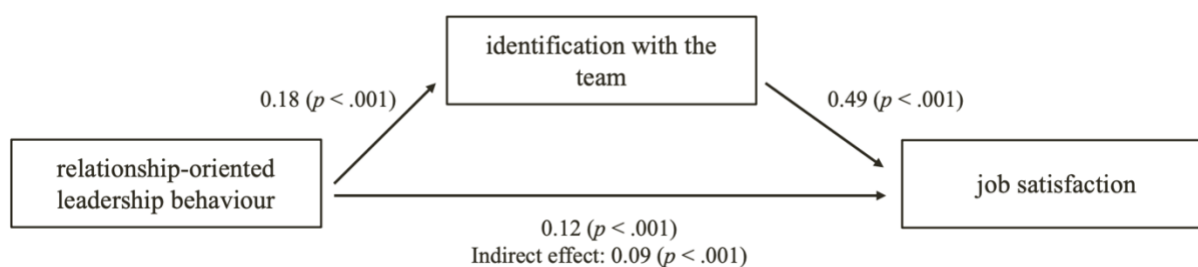 identification with the
team
0.18 (p < .001)
0.49 (p < .001)
relationship-oriented
leadership behaviour
job satisfaction
0.12 (p < .001)
Indirect effect: 0.09 (p < .001)